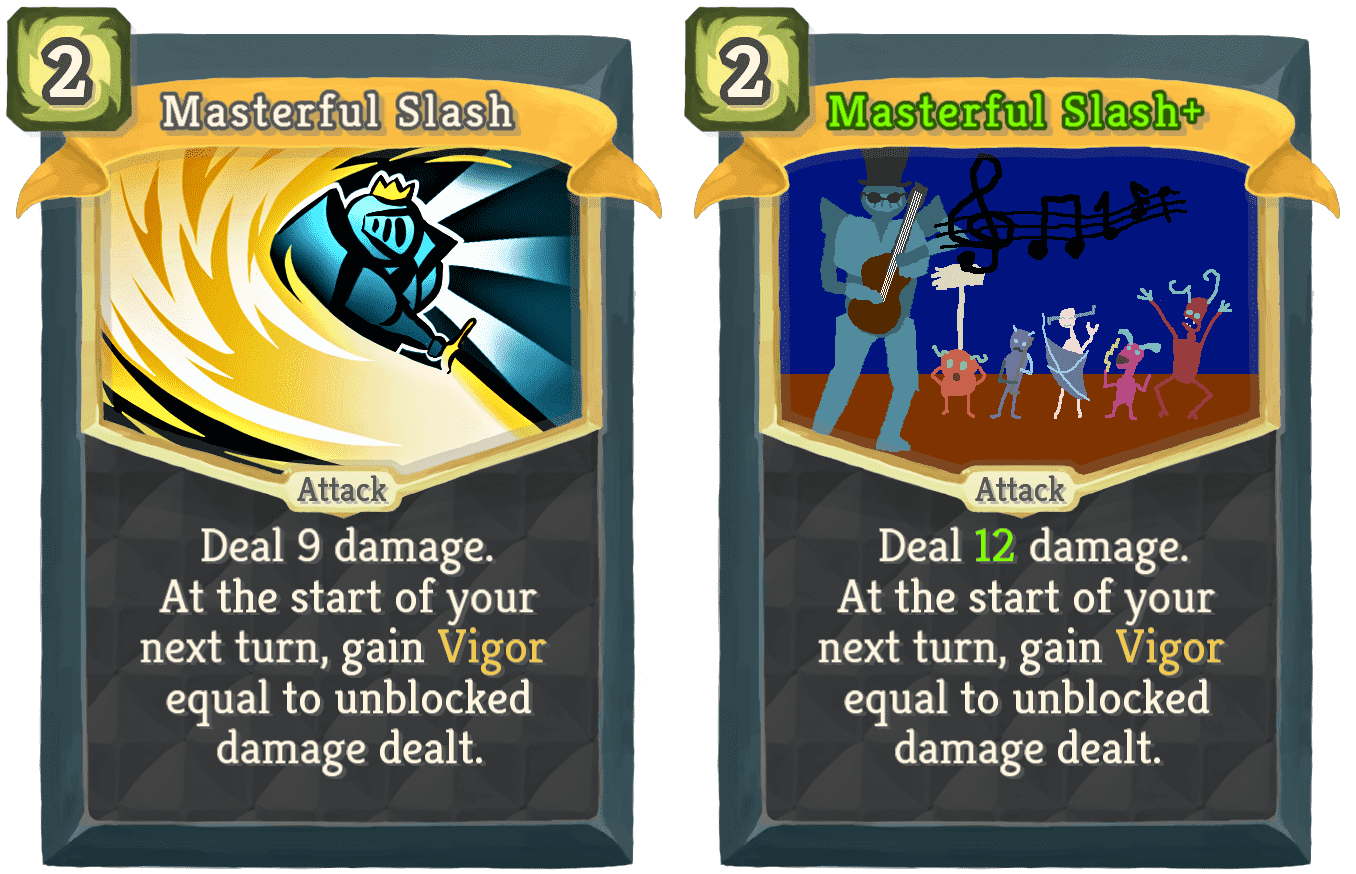 2
Masterful Slash
Attack
Deal 9 damage.
At the start of your
next turn, gain Vigor
equal to unblocked
damage dealt.
2
Masterful Slash+
Attack
Deal 12 damage.
At the start of your
next turn, gain Vigor
equal to unblocked
damage dealt.